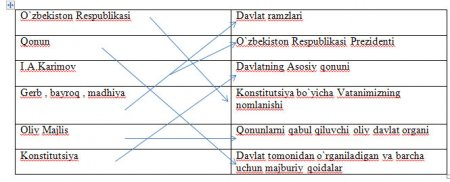 O`zbekiston Respublikasi
Davlat ramzlari
Qonun
O`zbekiston Respublikasi Prezidenti
I.A.Karimov
Davlatning Asosiy qonuni
Gerb , bayroq , madhiya
Konstitutsiya bo`yicha Vatanimizning
nomlanishi
Oliy Majlis
Qonunlarni qabul qiluvchi oliy davlat organi
Konstitutsiya
Davlat tomonidan o`rganiladigan va barcha
uchun majburiy qoidalar